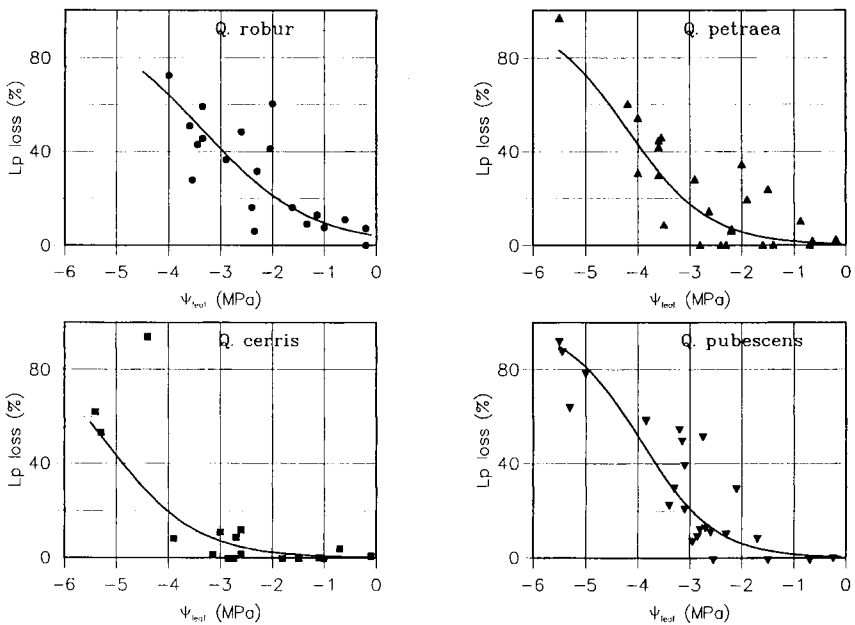 Q. robur
80
40
0
Lp loss (%)
−6 −5 −4 −3 −2 −1 0
Ψleaf (MPa)
Q. petraea
80
40
0
Lp loss (%)
−6 −5 −4 −3 −2 −1 0
Ψleaf (MPa)
Q. cerris
80
40
0
Lp loss (%)
−6 −5 −4 −3 −2 −1 0
Ψleaf (MPa)
Q. pubescens
80
40
0
Lp loss (%)
−6 −5 −4 −3 −2 −1 0
Ψleaf (MPa)